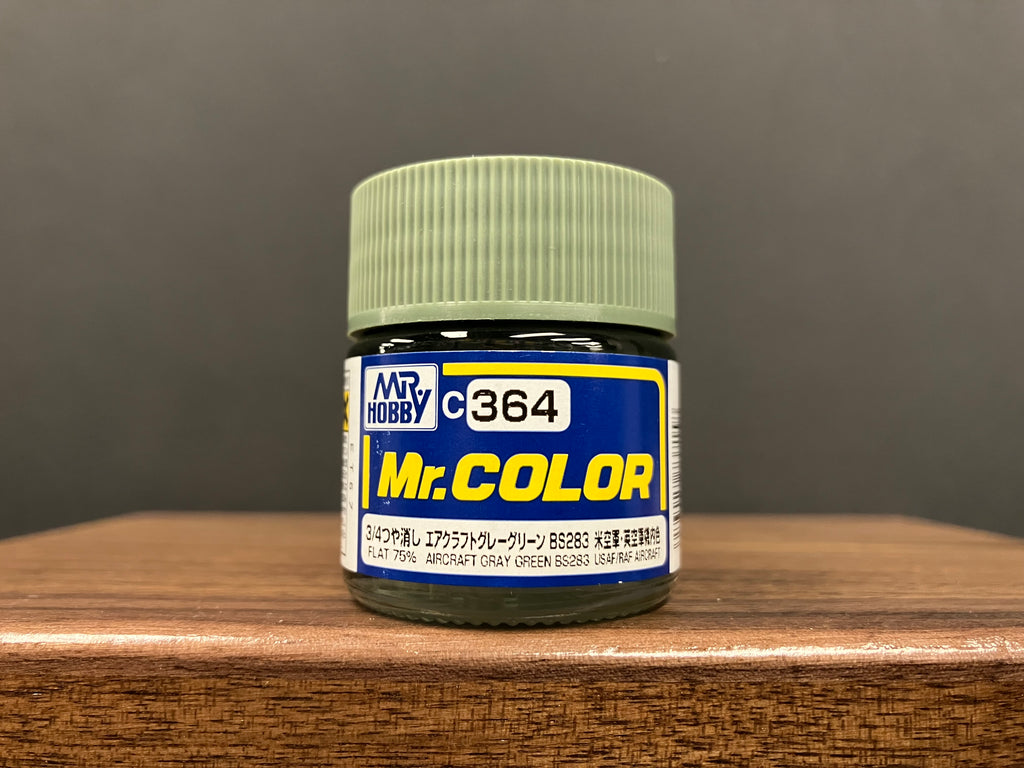 MR. HOBBY
C364
Mr.COLOR
3/4つや消し エアクラフトグレーグリーン BS283 米空軍・英空軍機内色
FLAT 75% AIRCRAFT GRAY GREEN BS283 USAF/RAF AIRCRAFT